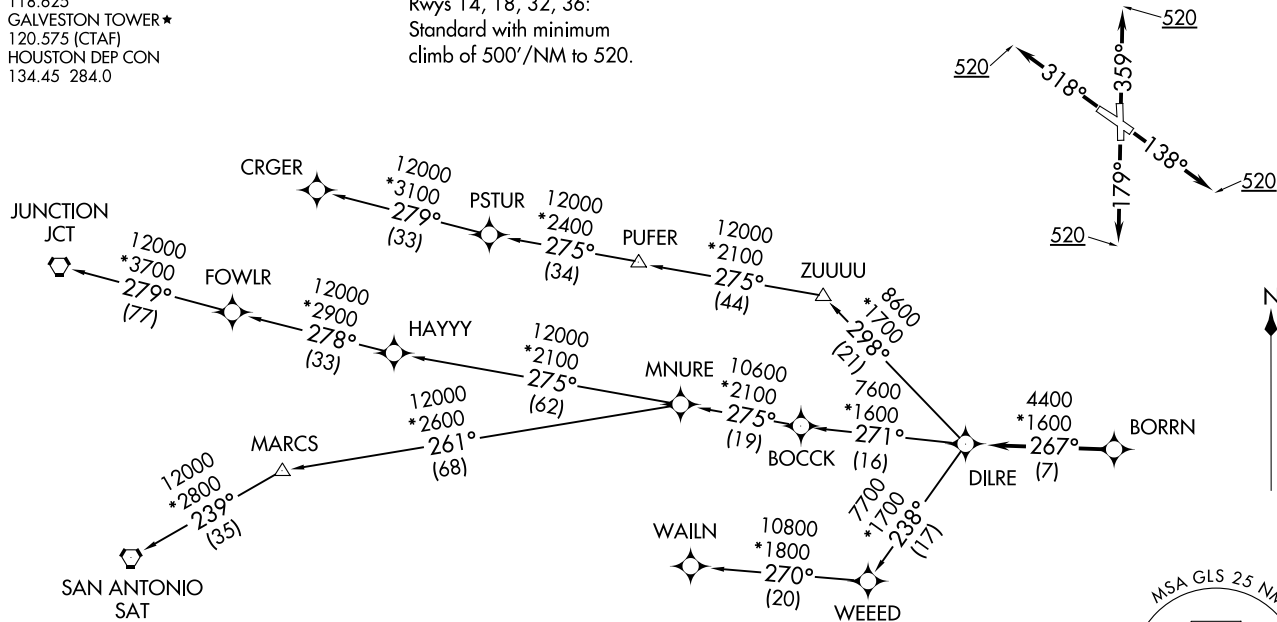 118.625
GALVESTON TOWER★
120.575 (CTAF)
HOUSTON DEP CON
134.45 284.0
Rwys 14, 18, 32, 36:
Standard with minimum
climb of 500'/NM to 520.
520
520
318°
359°
138°
179°
520
520
CRGER
12000
*3100
279°
(33)
PSTUR
12000
*2400
275°
(34)
PUFER
12000
*2100
275°
(44)
ZUUUU
8600
*1700
298°
(21)
JUNCTION
JCT
12000
*3700
279°
(77)
FOWLR
12000
*2900
278°
(33)
HAYYY
12000
*2100
275°
(62)
MNURE
10600
*2100
275°
(19)
BOCCK
7600
*1600
271°
(16)
DILRE
4400
*1600
267°
(7)
BORRN
N
12000
*2600
261°
(68)
MARCS
12000
*2800
239°
(35)
SAN ANTONIO
SAT
7700
*1700
238°
(17)
WAILN
10800
*1800
270°
(20)
WEEED
MSA GLS 25 NM